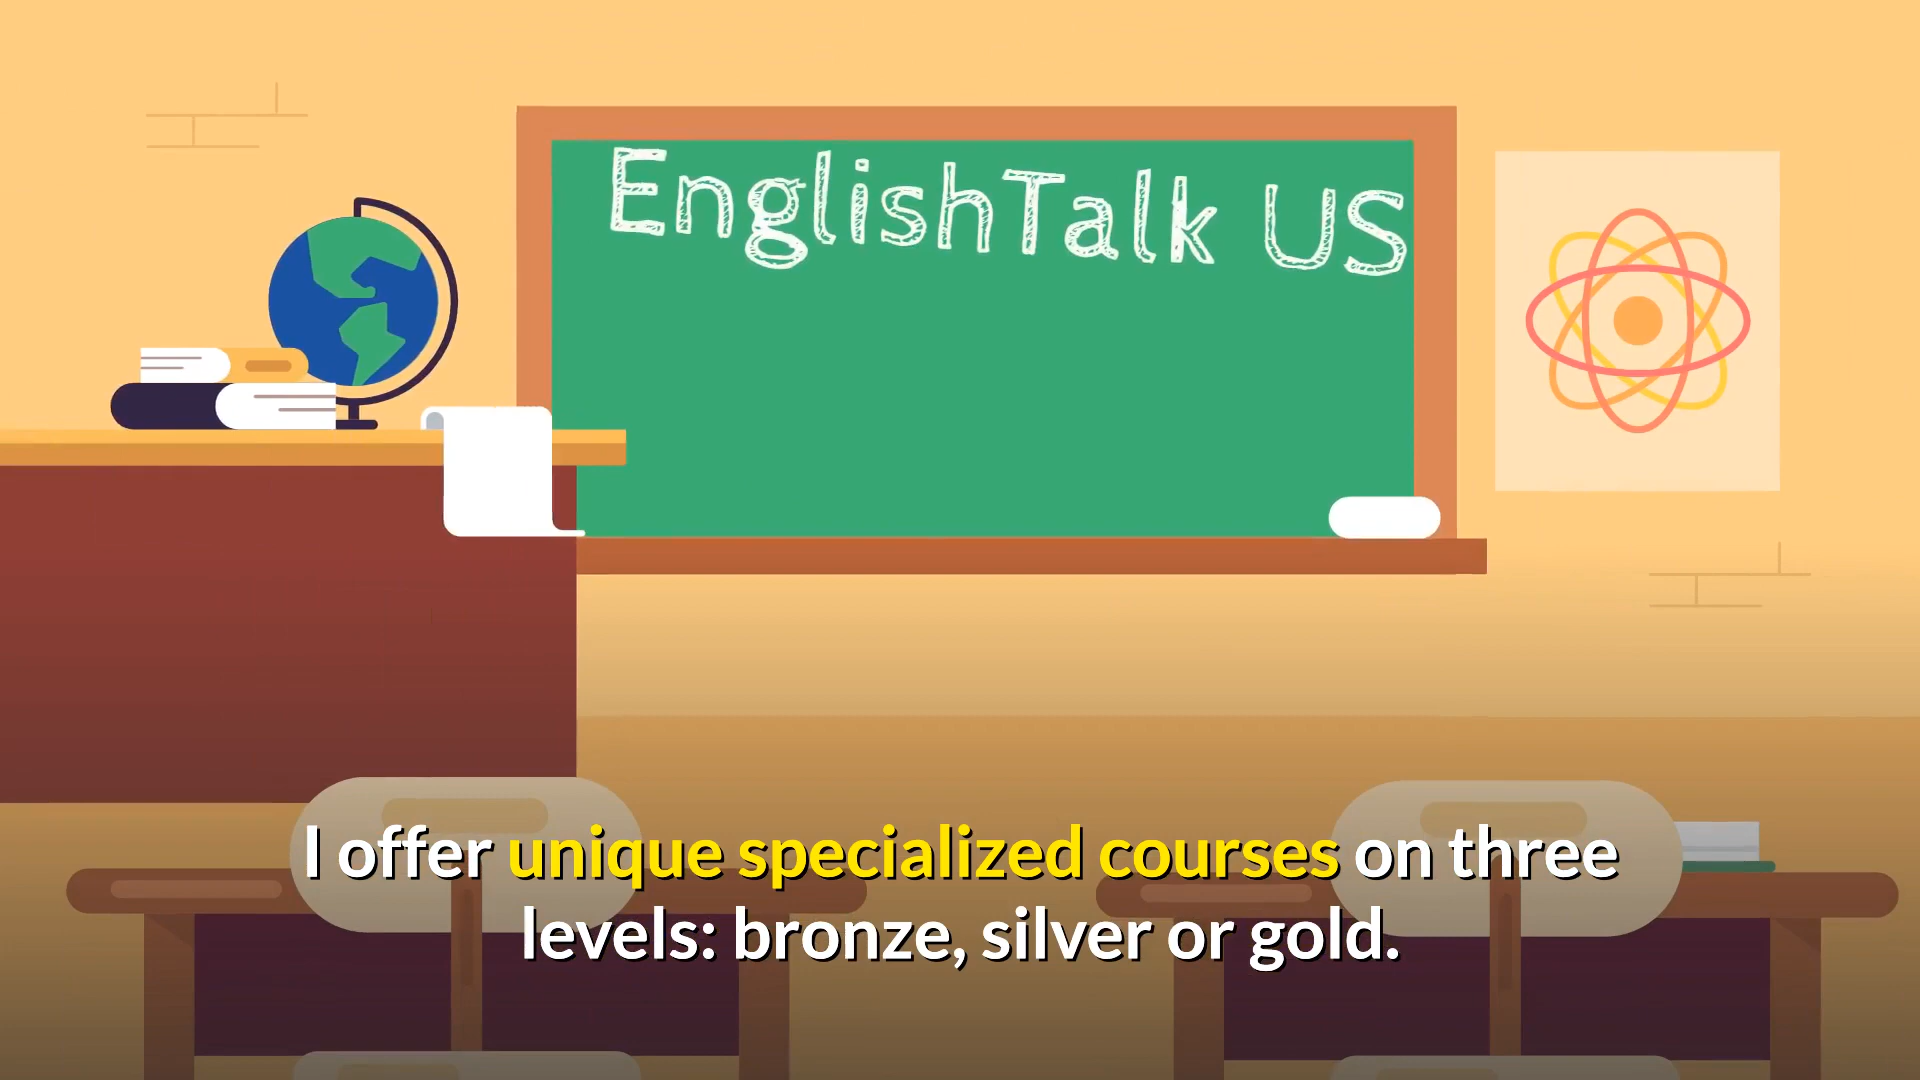 EnglishTalk US
I offer unique specialized courses on three
levels: bronze, silver or gold.